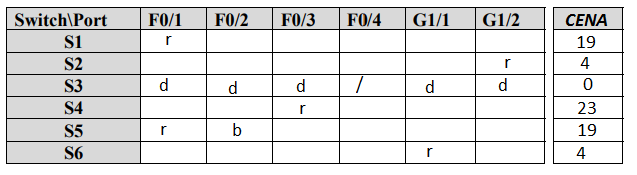 Switch\Port F0/1 F0/2 F0/3 F0/4 G1/1 G1/2 CENA
S1 r 19
S2 r 4
S3 d d d / d d 0
S4 r 23
S5 r b 19
S6 r 4